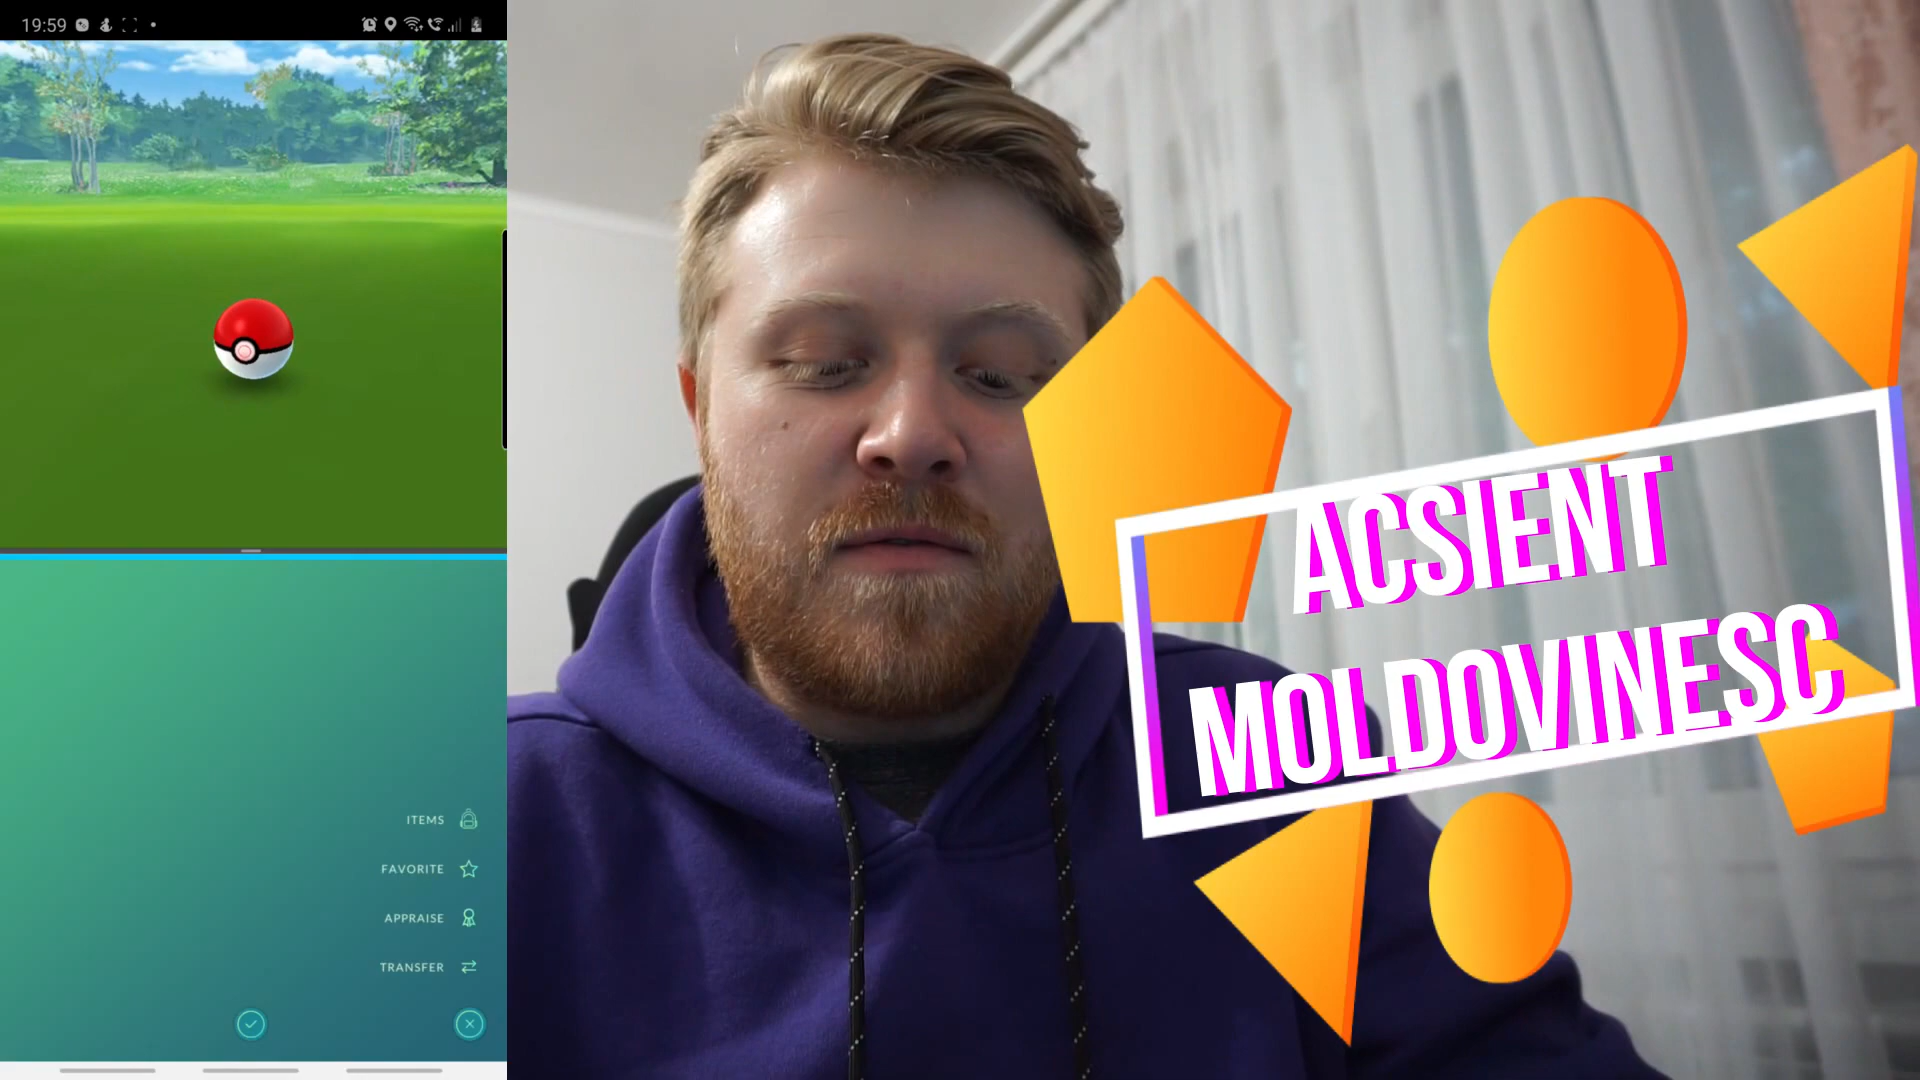 19:59
ITEMS
FAVORITE
APPRAISE
TRANSFER
ACSIENT
MOLDOVINESC